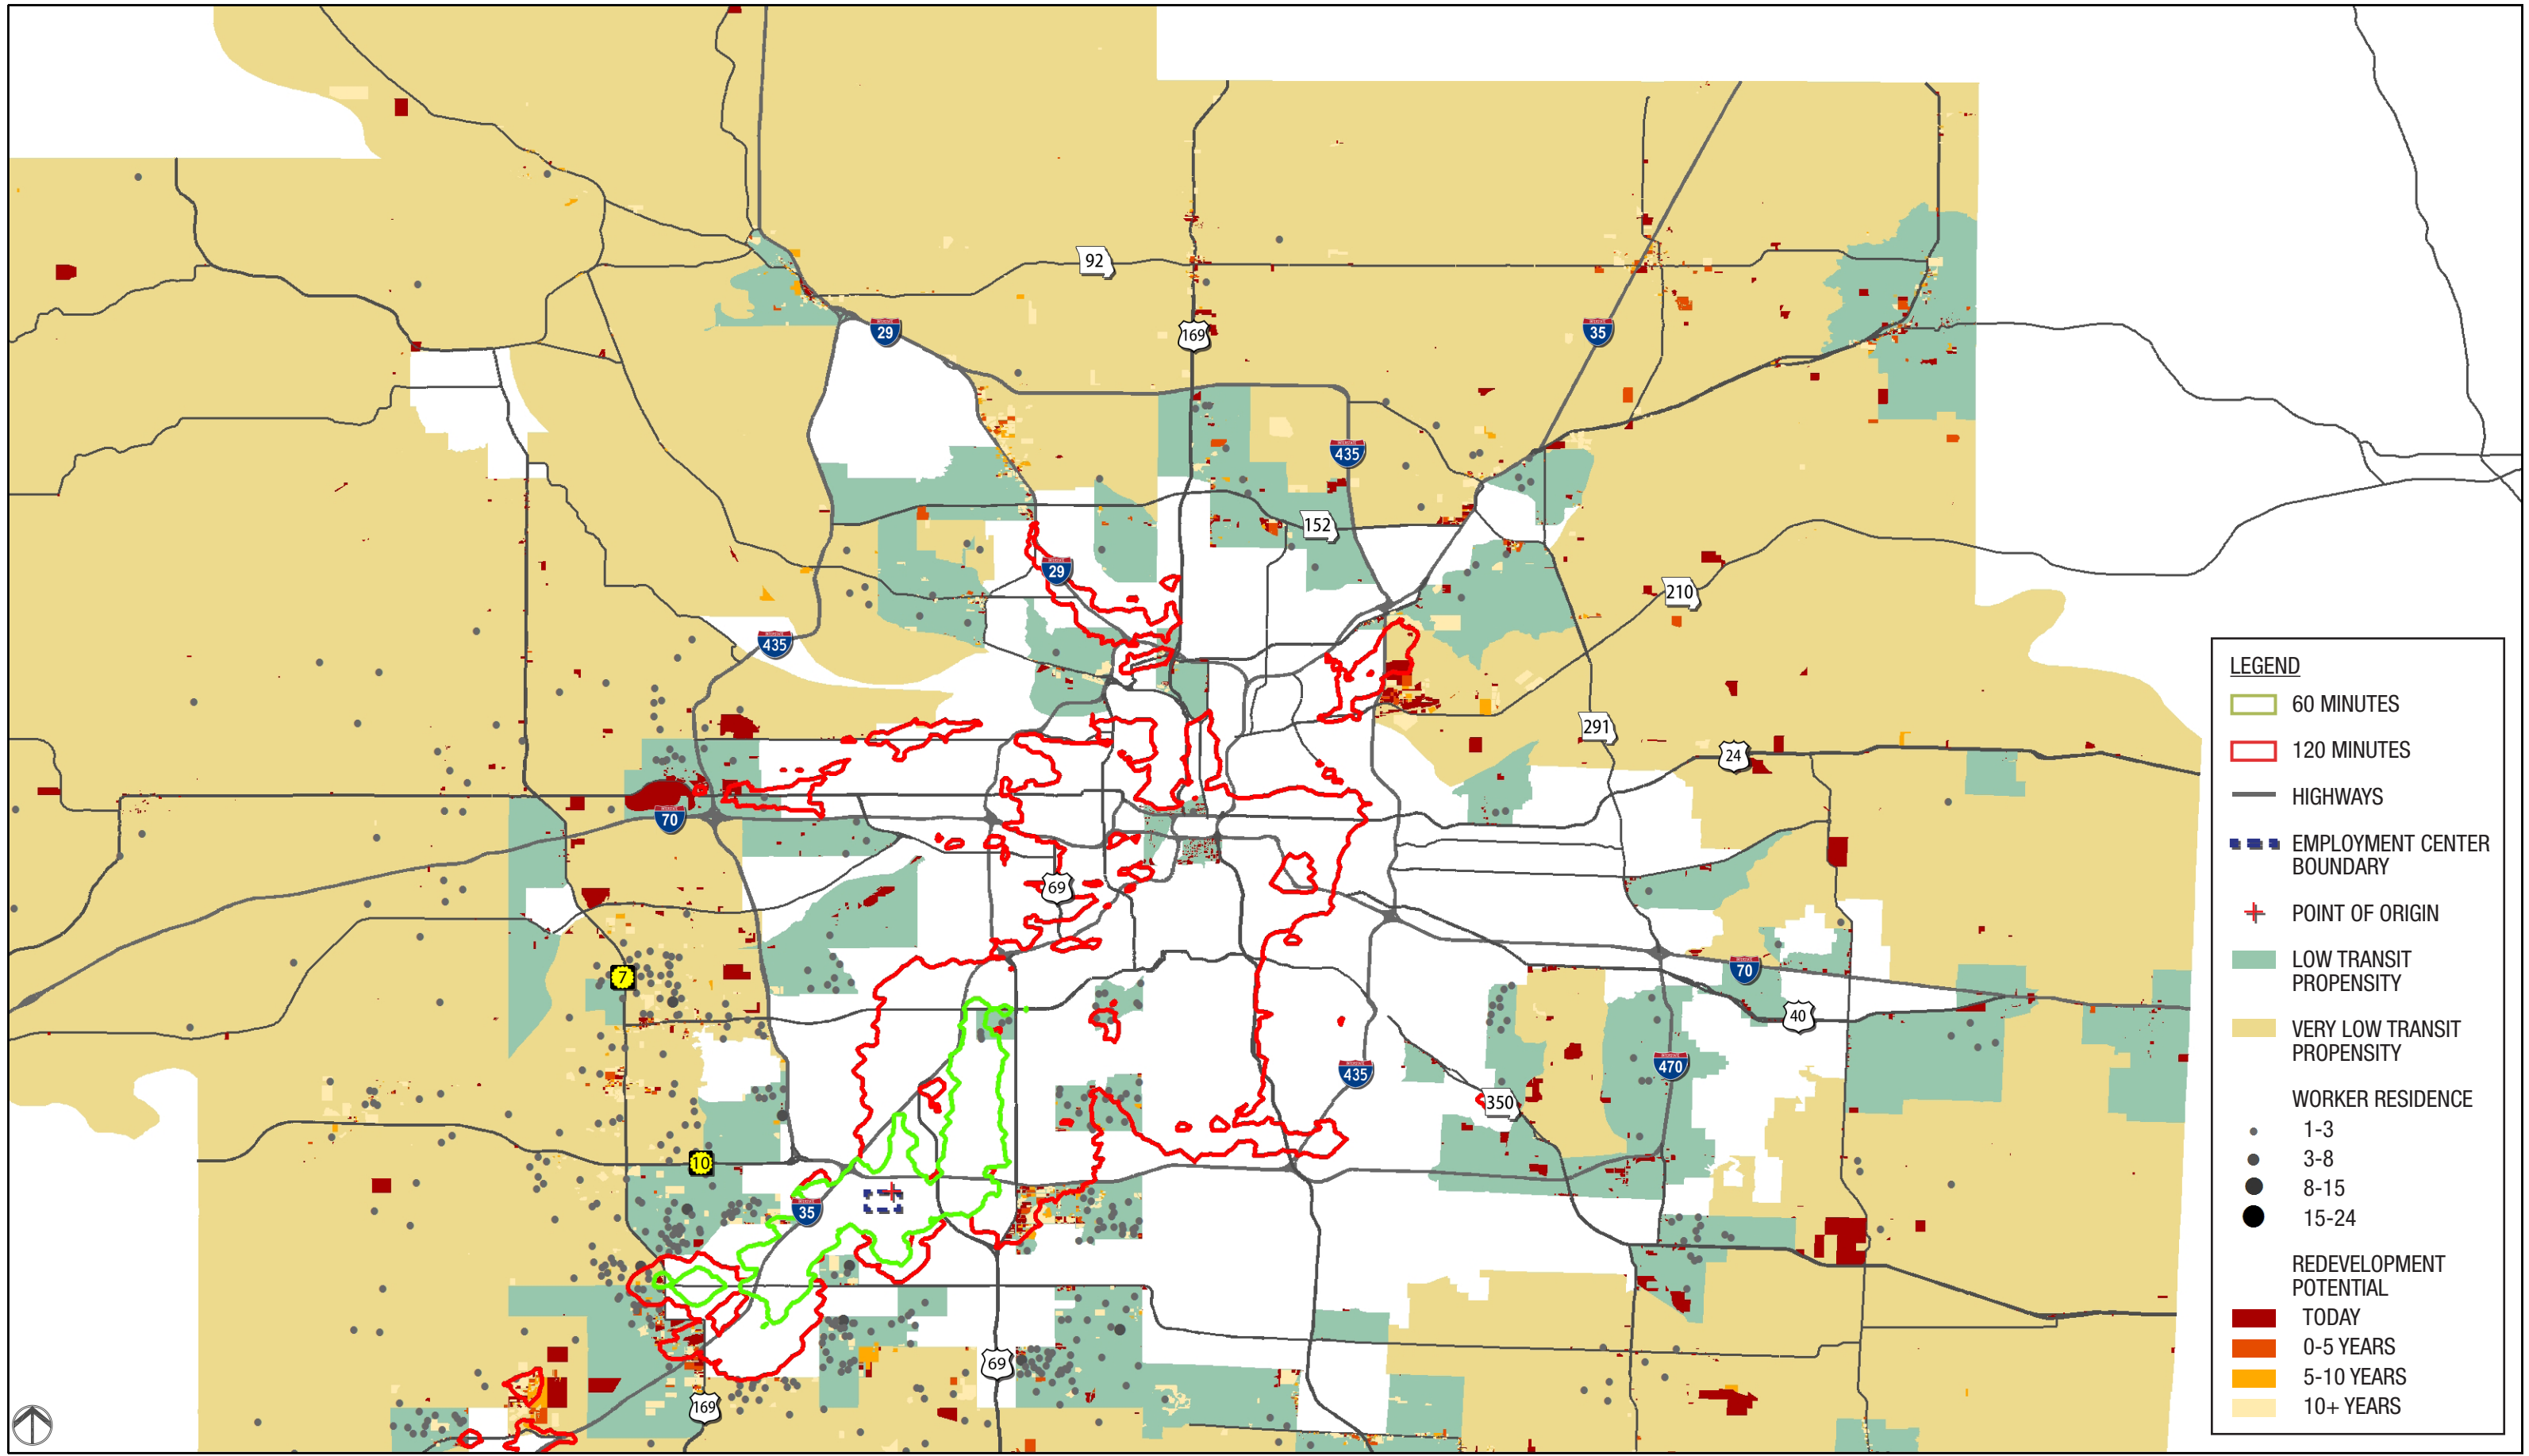 92
29
169
35
435
152
29
210
435
291
24
70
69
7
70
40
435
470
350
10
35
69
169
LEGEND
60 MINUTES
120 MINUTES
HIGHWAYS
EMPLOYMENT CENTER
BOUNDARY
POINT OF ORIGIN
LOW TRANSIT
PROPENSITY
VERY LOW TRANSIT
PROPENSITY
WORKER RESIDENCE
1-3
3-8
8-15
15-24
REDEVELOPMENT
POTENTIAL
TODAY
0-5 YEARS
5-10 YEARS
10+ YEARS